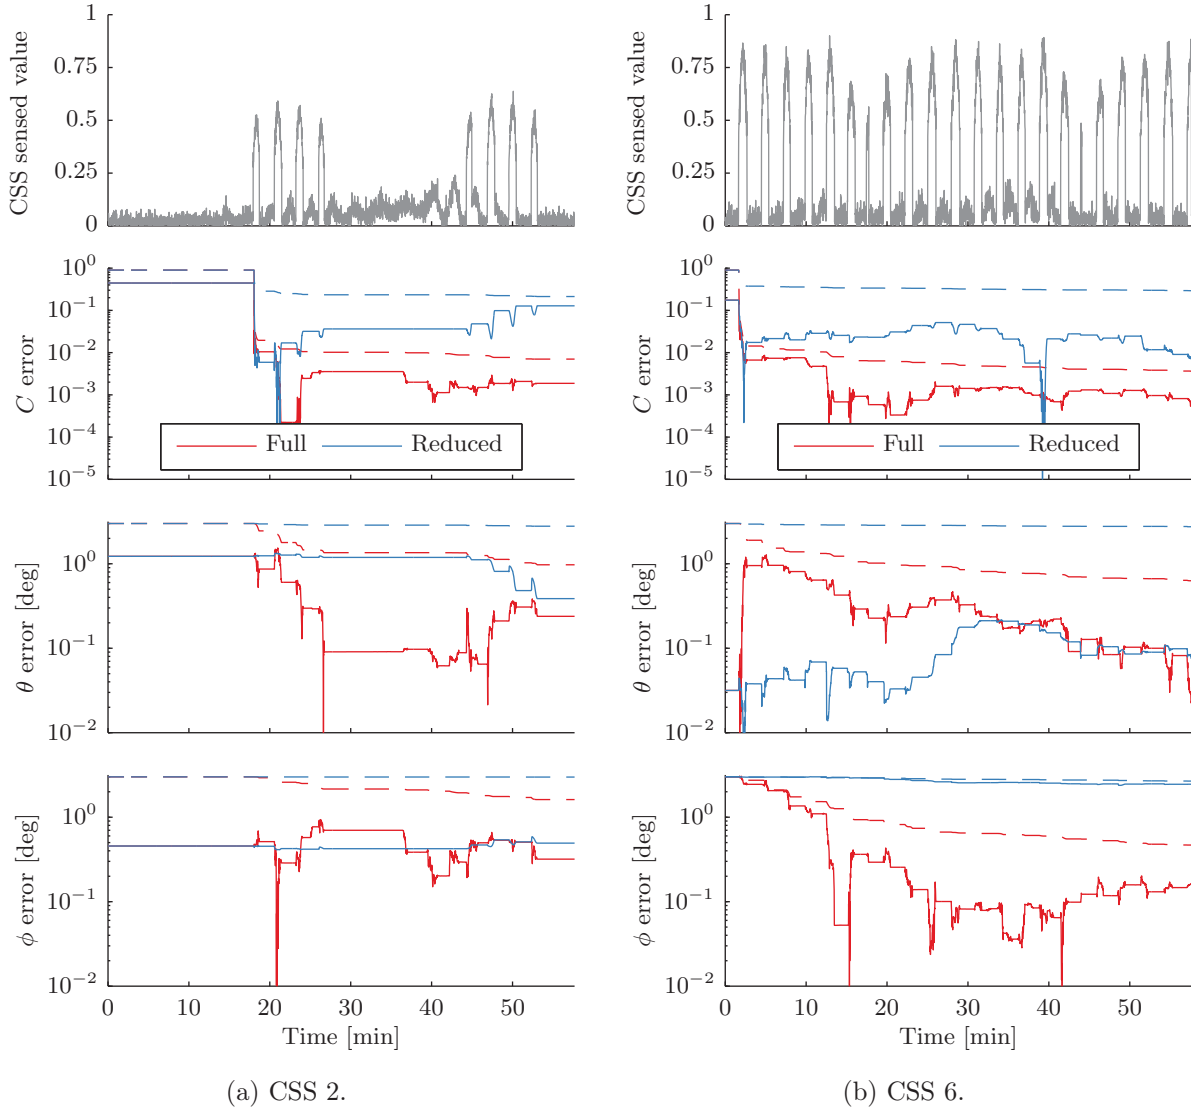 1
0.75
0.5
0.25
0
CSS sensed value
10^0
10^-1
10^-2
10^-3
10^-4
10^-5
C error
Full
Reduced
10^0
10^-1
10^-2
θ error [deg]
10^0
10^-1
10^-2
ϕ error [deg]
0
10
20
30
40
50
Time [min]
(a) CSS 2.
1
0.75
0.5
0.25
0
CSS sensed value
10^0
10^-1
10^-2
10^-3
10^-4
10^-5
C error
Full
Reduced
10^0
10^-1
10^-2
θ error [deg]
10^0
10^-1
10^-2
ϕ error [deg]
0
10
20
30
40
50
Time [min]
(b) CSS 6.